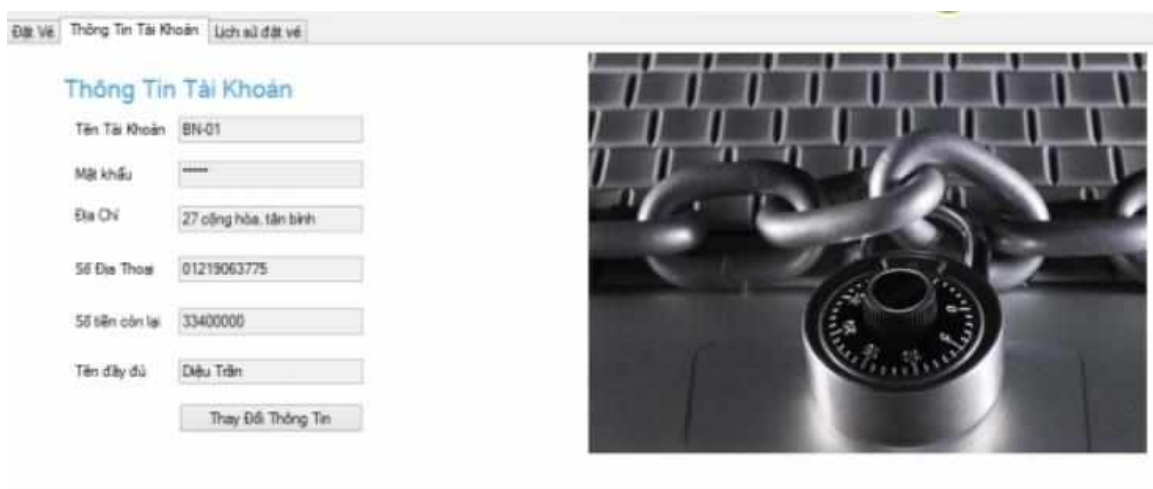 Đặt Vé Thông Tin Tài Khoản Lịch sử đặt vé
Thông Tin Tài Khoản
Tên Tài Khoản BN-01
Mật khẩu *****
Địa Chỉ 27 cộng hòa, tân bình
Số Địa Thoại 01219063775
Số tiền còn lại 33400000
Tên đầy đủ Diệu Trần
Thay Đổi Thông Tin